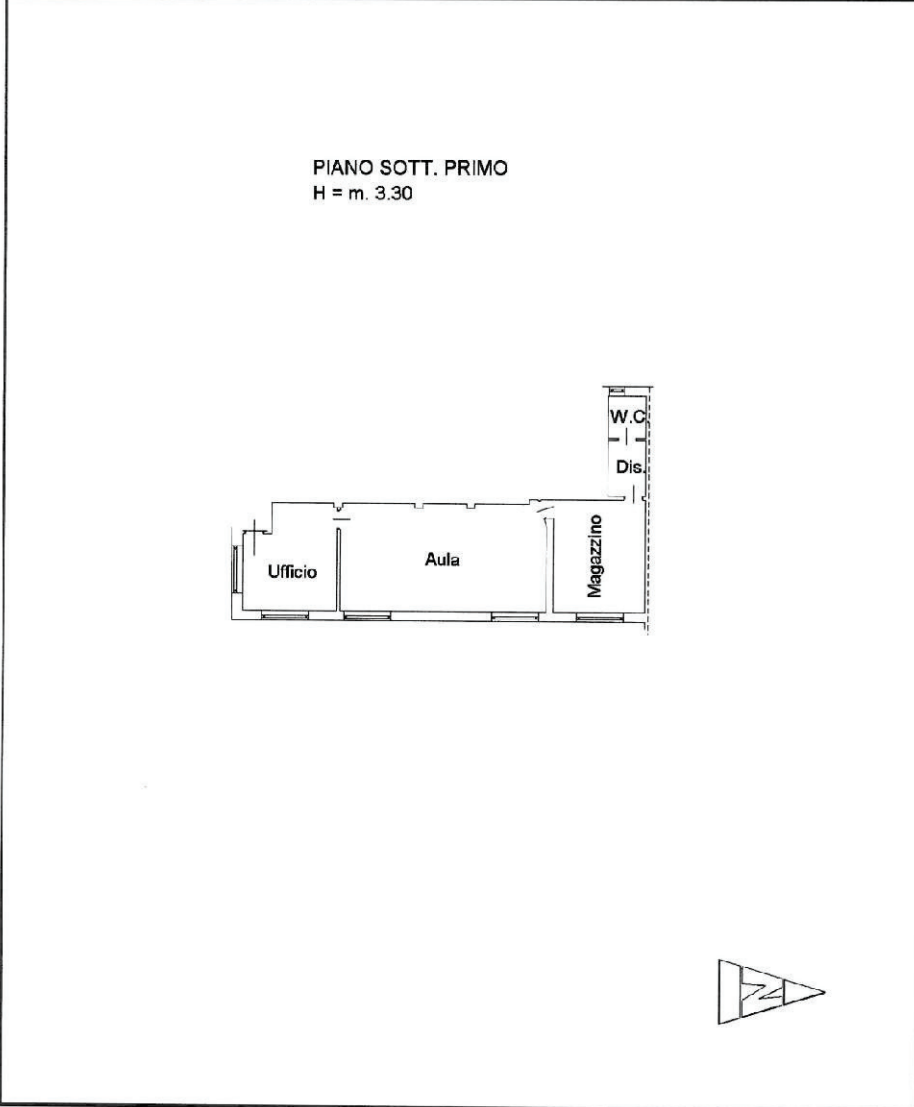 PIANO SOTT. PRIMO
H = m. 3.30
W.C
Dis.
Ufficio
Aula
Magazzino
N